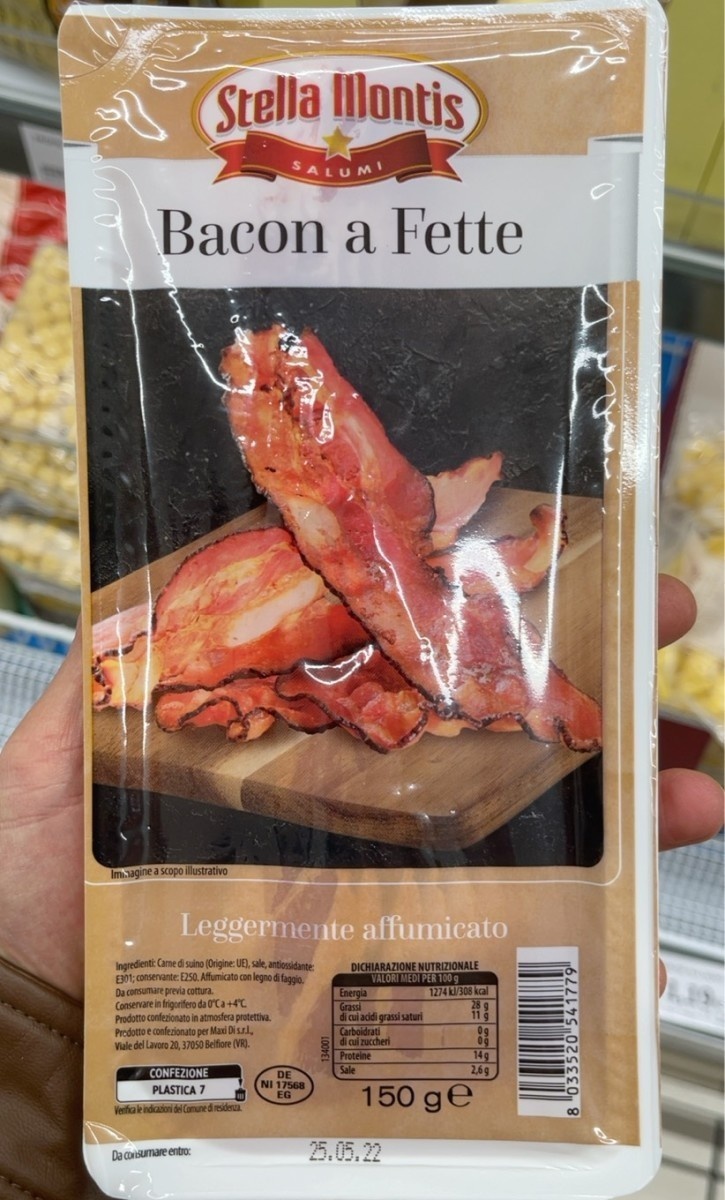 Stella Montis
SALUMI
Bacon a Fette
Immagine a scopo illustrativo
Leggermente affumicato
Ingredienti: Carne di suino (Origine: UE), sale, antiossidante:
E301; conservante: E250. Affumicato con legno di faggio.
Da consumare previa cottura.
Conservare in frigorifero da 0°C a +4°C.
Prodotto confezionato in atmosfera protettiva.
Prodotto e confezionato per Maxi Di s.r.l.,
Viale del Lavoro 20, 37050 Belfiore (VR).
CONFEZIONE
PLASTICA 7
Verifica le indicazioni del Comune di residenza.
DE
NI 17568
EG
134001
DICHIARAZIONE NUTRIZIONALE
VALORI MEDI PER 100 g
Energia 1274 kJ/308 kcal
Grassi 28 g
di cui acidi grassi saturi 11 g
Carboidrati 0 g
di cui zuccheri 0 g
Proteine 14 g
Sale 2,6 g
150 g e
8 033520 541779
Da consumare entro: 25.05.22